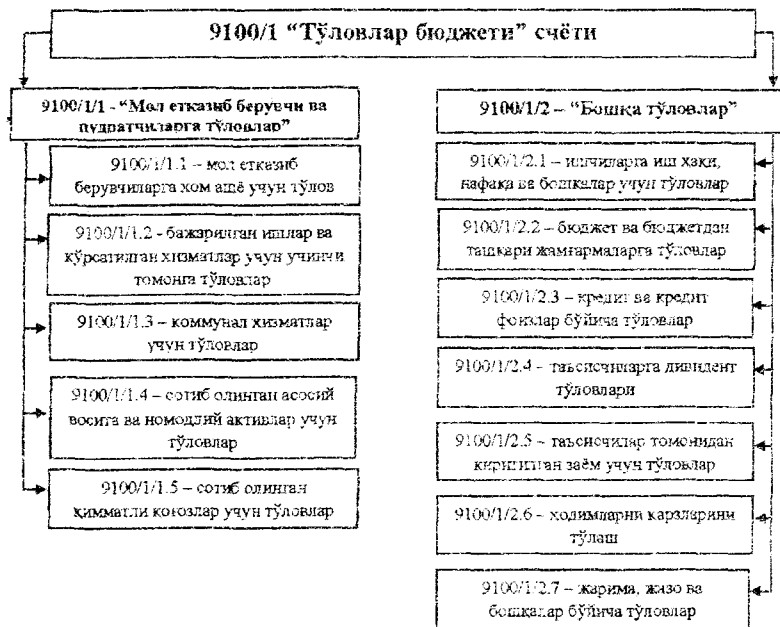 9100/1 “Тўловлар бюджети” счёти
9100/1/1 - “Мол етказиб берувчи ва
пудратчиларга тўловлар”
9100/1/1.1 – мол етказиб
берувчиларга хом ашё учун тўлов
9100/1/1.2 - бажарилган ишлар ва
кўрсатилган хизматлар учун учинчи
томонга тўловлар
9100/1/1.3 – коммунал хизматлар
учун тўловлар
9100/1/1.4 – сотиб олинган асосий
восита ва номоддий активлар учун
тўловлар
9100/1/1.5 – сотиб олинган
қимматли коғозлар учун тўловлар
9100/1/2 – “Бошқа тўловлар”
9100/1/2.1 – ишчиларга иш хақи,
нафақа ва бошқалар учун тўловлар
9100/1/2.2 – бюджет ва бюджетдан
ташкари жамғармаларга тўловлар
9100/1/2.3 – кредит ва кредит
фоизлар бўйича тўловлар
9100/1/2.4 – таъсисчиларга дивидент
тўловлари
9100/1/2.5 – таъсисчилар томонидан
киритилган заём учун тўловлар
9100/1/2.6 – ходимларни карзларини
тўлаш
9100/1/2.7 – жарима, жазо ва
бошқалар бўйича тўловлар